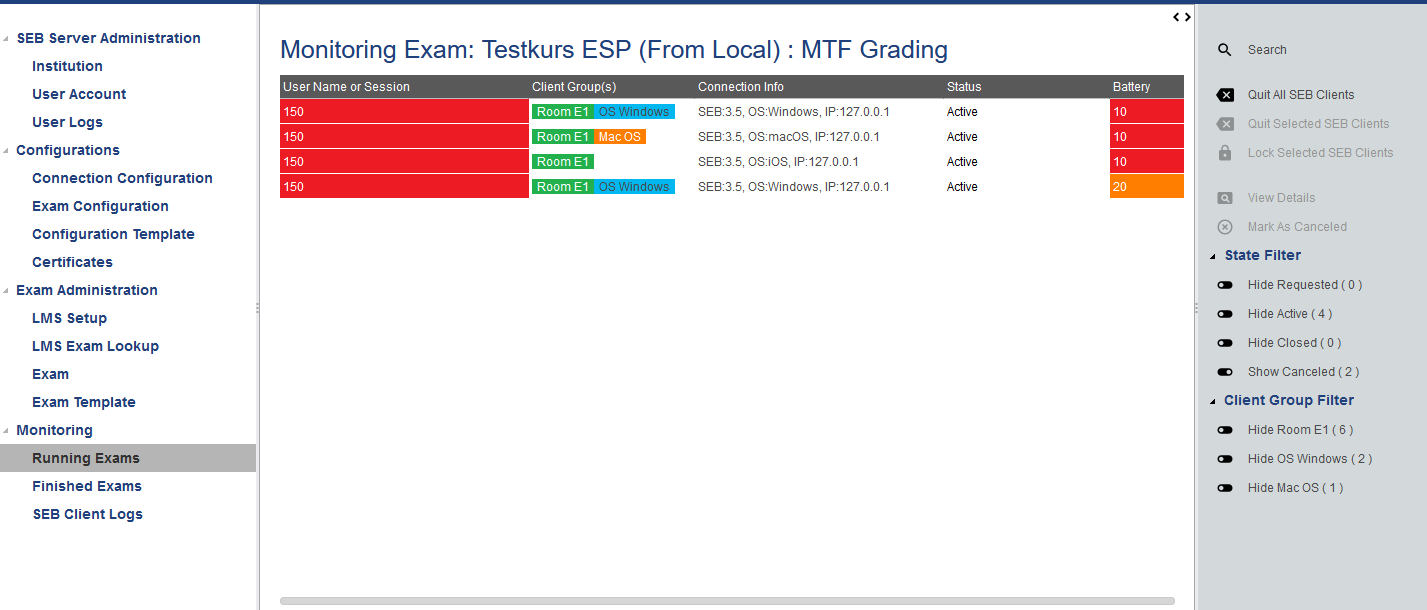 SEB Server Administration
Institution
User Account
User Logs
Configurations
Connection Configuration
Exam Configuration
Configuration Template
Certificates
Exam Administration
LMS Setup
LMS Exam Lookup
Exam
Exam Template
Monitoring
Running Exams
Finished Exams
SEB Client Logs
Monitoring Exam: Testkurs ESP (From Local) : MTF Grading
User Name or Session Client Group(s) Connection Info Status Battery
150 Room E1 OS Windows SEB:3.5, OS:Windows, IP:127.0.0.1 Active 10
150 Room E1 Mac OS SEB:3.5, OS:macOS, IP:127.0.0.1 Active 10
150 Room E1 SEB:3.5, OS:iOS, IP:127.0.0.1 Active 10
150 Room E1 OS Windows SEB:3.5, OS:Windows, IP:127.0.0.1 Active 20
Search
Quit All SEB Clients
Quit Selected SEB Clients
Lock Selected SEB Clients
View Details
Mark As Canceled
State Filter
Hide Requested ( 0 )
Hide Active ( 4 )
Hide Closed ( 0 )
Show Canceled ( 2 )
Client Group Filter
Hide Room E1 ( 6 )
Hide OS Windows ( 2 )
Hide Mac OS ( 1 )